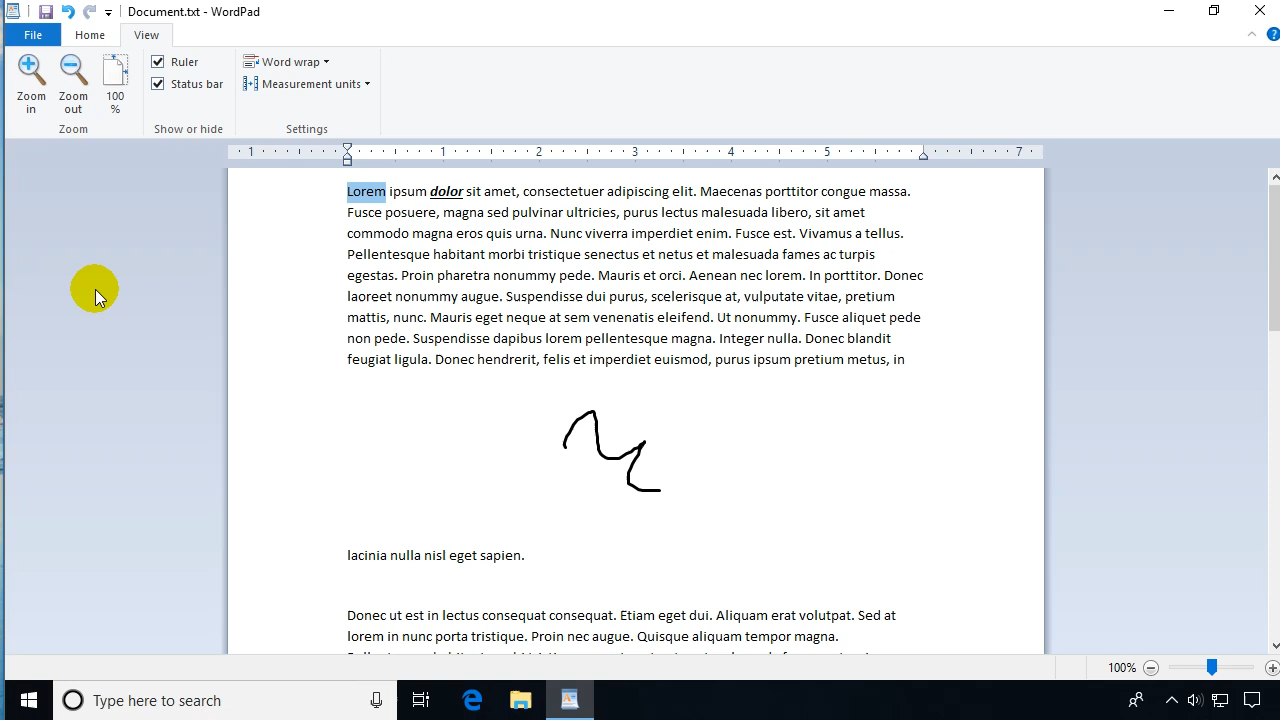 Document.txt - WordPad
File Home View
Zoom in
Zoom out
100 %
Ruler
Status bar
Word wrap
Measurement units
Zoom
Show or hide
Settings
1 1 2 3 4 5 7
Lorem ipsum dolor sit amet, consectetuer adipiscing elit. Maecenas porttitor congue massa.
Fusce posuere, magna sed pulvinar ultricies, purus lectus malesuada libero, sit amet
commodo magna eros quis urna. Nunc viverra imperdiet enim. Fusce est. Vivamus a tellus.
Pellentesque habitant morbi tristique senectus et netus et malesuada fames ac turpis
egestas. Proin pharetra nonummy pede. Mauris et orci. Aenean nec lorem. In porttitor. Donec
laoreet nonummy augue. Suspendisse dui purus, scelerisque at, vulputate vitae, pretium
mattis, nunc. Mauris eget neque at sem venenatis eleifend. Ut nonummy. Fusce aliquet pede
non pede. Suspendisse dapibus lorem pellentesque magna. Integer nulla. Donec blandit
feugiat ligula. Donec hendrerit, felis et imperdiet euismod, purus ipsum pretium metus, in
lacinia nulla nisl eget sapien.
Donec ut est in lectus consequat consequat. Etiam eget dui. Aliquam erat volutpat. Sed at
lorem in nunc porta tristique. Proin nec augue. Quisque aliquam tempor magna.
100%
Type here to search